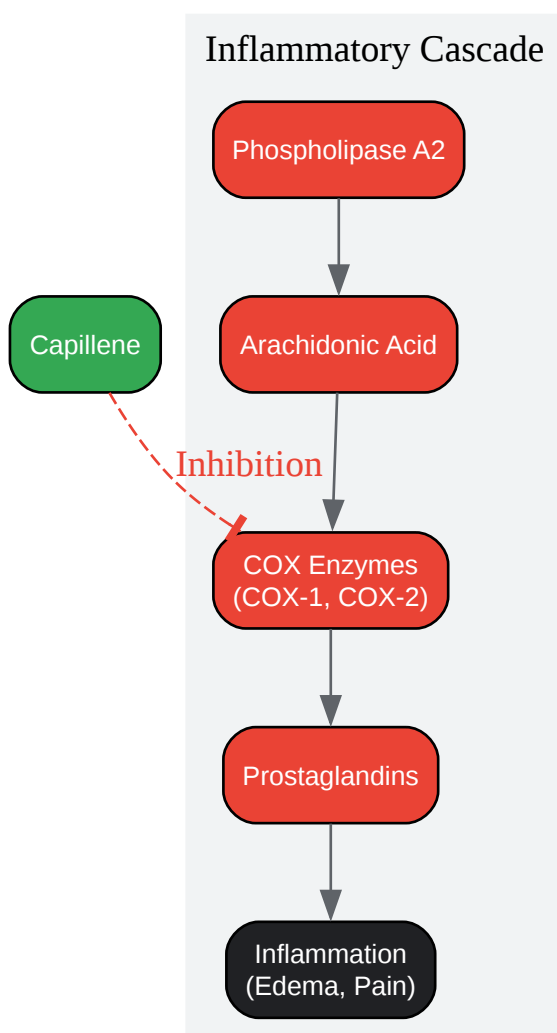 Inflammatory Cascade
Phospholipase A2
Capillene
Arachidonic Acid
Inhibition
COX Enzymes
(COX-1, COX-2)
Prostaglandins
Inflammation
(Edema, Pain)